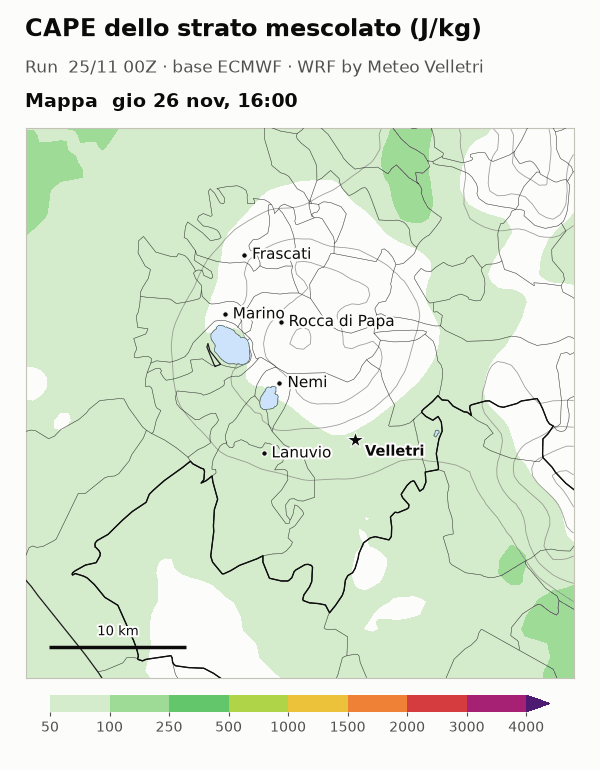 CAPE dello strato mescolato (J/kg)
Run  25/11 00Z · base ECMWF · WRF by Meteo Velletri
Mappa  gio 26 nov, 16:00
Frascati
Marino
Rocca di Papa
Nemi
Velletri
Lanuvio
10 km
50 100 250 500 1000 1500 2000 3000 4000